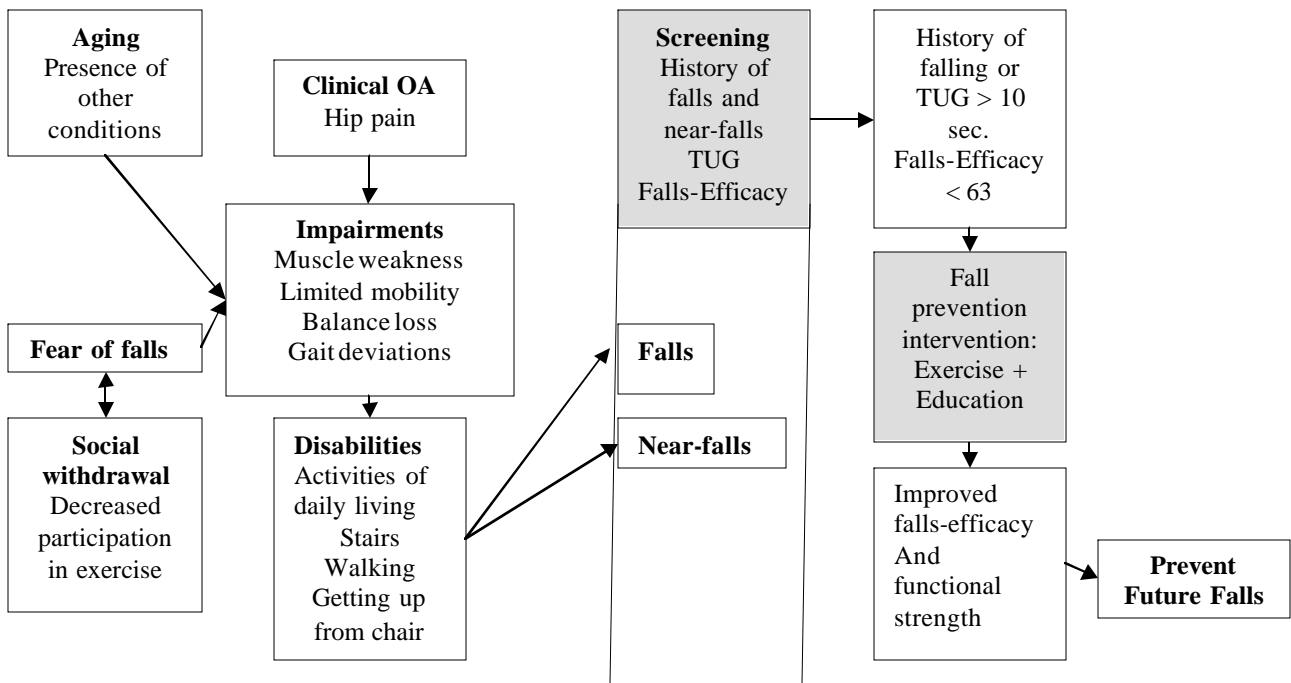 Aging
Presence of
other
conditions
Clinical OA
Hip pain
Impairments
Muscle weakness
Limited mobility
Balance loss
Gait deviations
Fear of falls
Social
withdrawal
Decreased
participation
in exercise
Disabilities
Activities of
daily living
Stairs
Walking
Getting up
from chair
Screening
History of
falls and
near-falls
TUG
Falls-Efficacy
Falls
Near-falls
History of
falling or
TUG > 10
sec.
Falls-Efficacy
< 63
Fall
prevention
intervention:
Exercise +
Education
Improved
falls-efficacy
And
functional
strength
Prevent
Future Falls